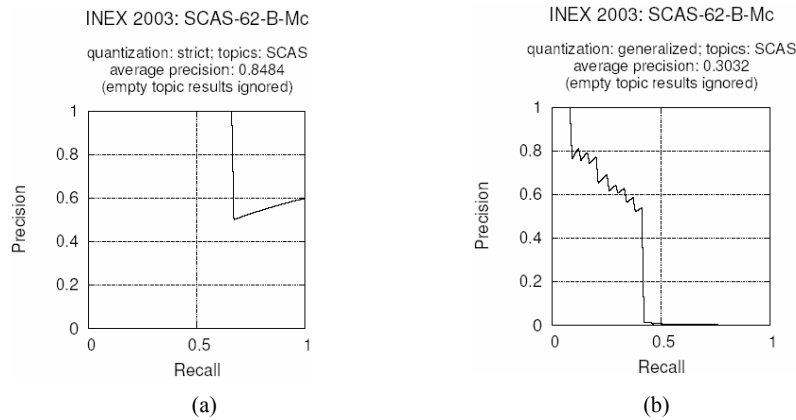 INEX 2003: SCAS-62-B-Mc
quantization: strict; topics: SCAS
average precision: 0.8484
(empty topic results ignored)
1
0.8
0.6
0.4
0.2
0
Precision
0
0.5
1
Recall
(a)
INEX 2003: SCAS-62-B-Mc
quantization: generalized; topics: SCAS
average precision: 0.3032
(empty topic results ignored)
1
0.8
0.6
0.4
0.2
0
Precision
0
0.5
1
Recall
(b)